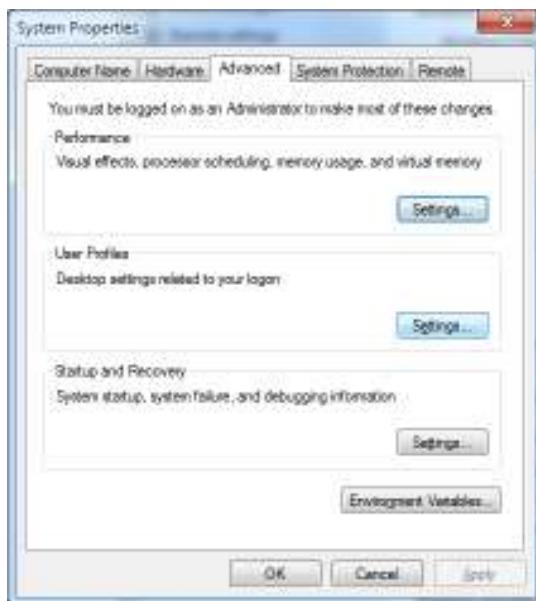 System Properties
Computer Name Hardware Advanced System Protection Remote
You must be logged on as an Administrator to make most of these changes.
Performance
Visual effects, processor scheduling, memory usage, and virtual memory
Settings...
User Profiles
Desktop settings related to your logon
Settings...
Startup and Recovery
System startup, system failure, and debugging information
Settings...
Environment Variables...
OK Cancel Apply